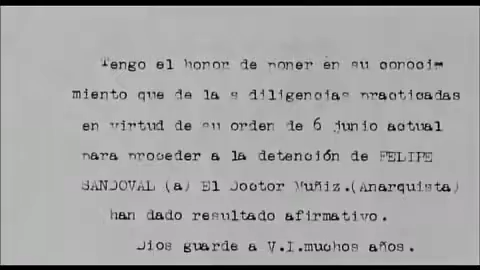 Tengo el honor de poner en su conoci-
miento que de la s diligencias practicadas
en virtud de su orden de 6 junio actual
para proceder a la detención de FELIPE
SANDOVAL (a) El Doctor Muñiz.(Anarquista)
han dado resultado afirmativo.
Dios guarde a V.I.muchos años.